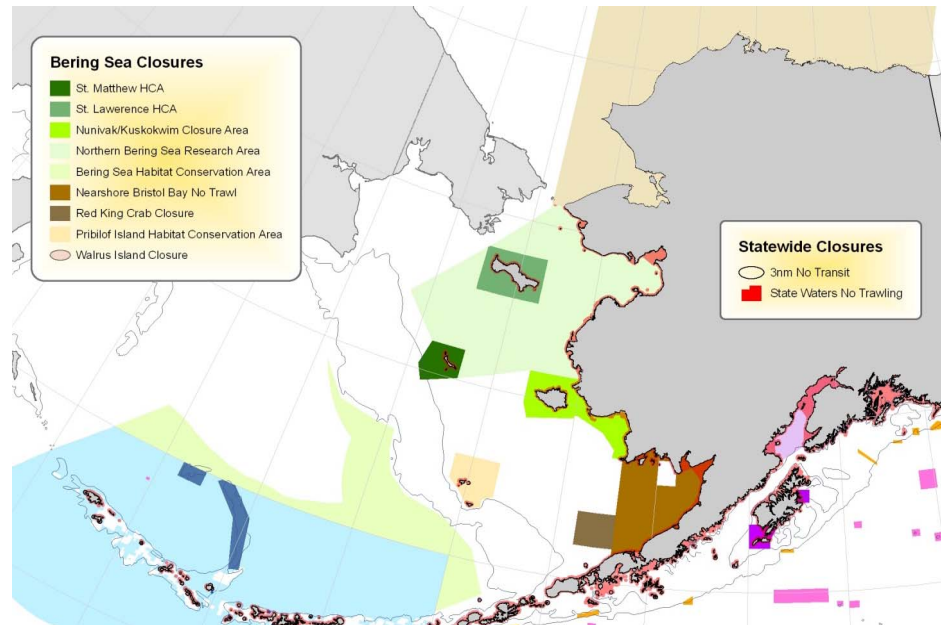 Bering Sea Closures
St. Matthew HCA
St. Lawerence HCA
Nunivak/Kuskokwim Closure Area
Northern Bering Sea Research Area
Bering Sea Habitat Conservation Area
Nearshore Bristol Bay No Trawl
Red King Crab Closure
Pribilof Island Habitat Conservation Area
Walrus Island Closure
Statewide Closures
3nm No Transit
State Waters No Trawling